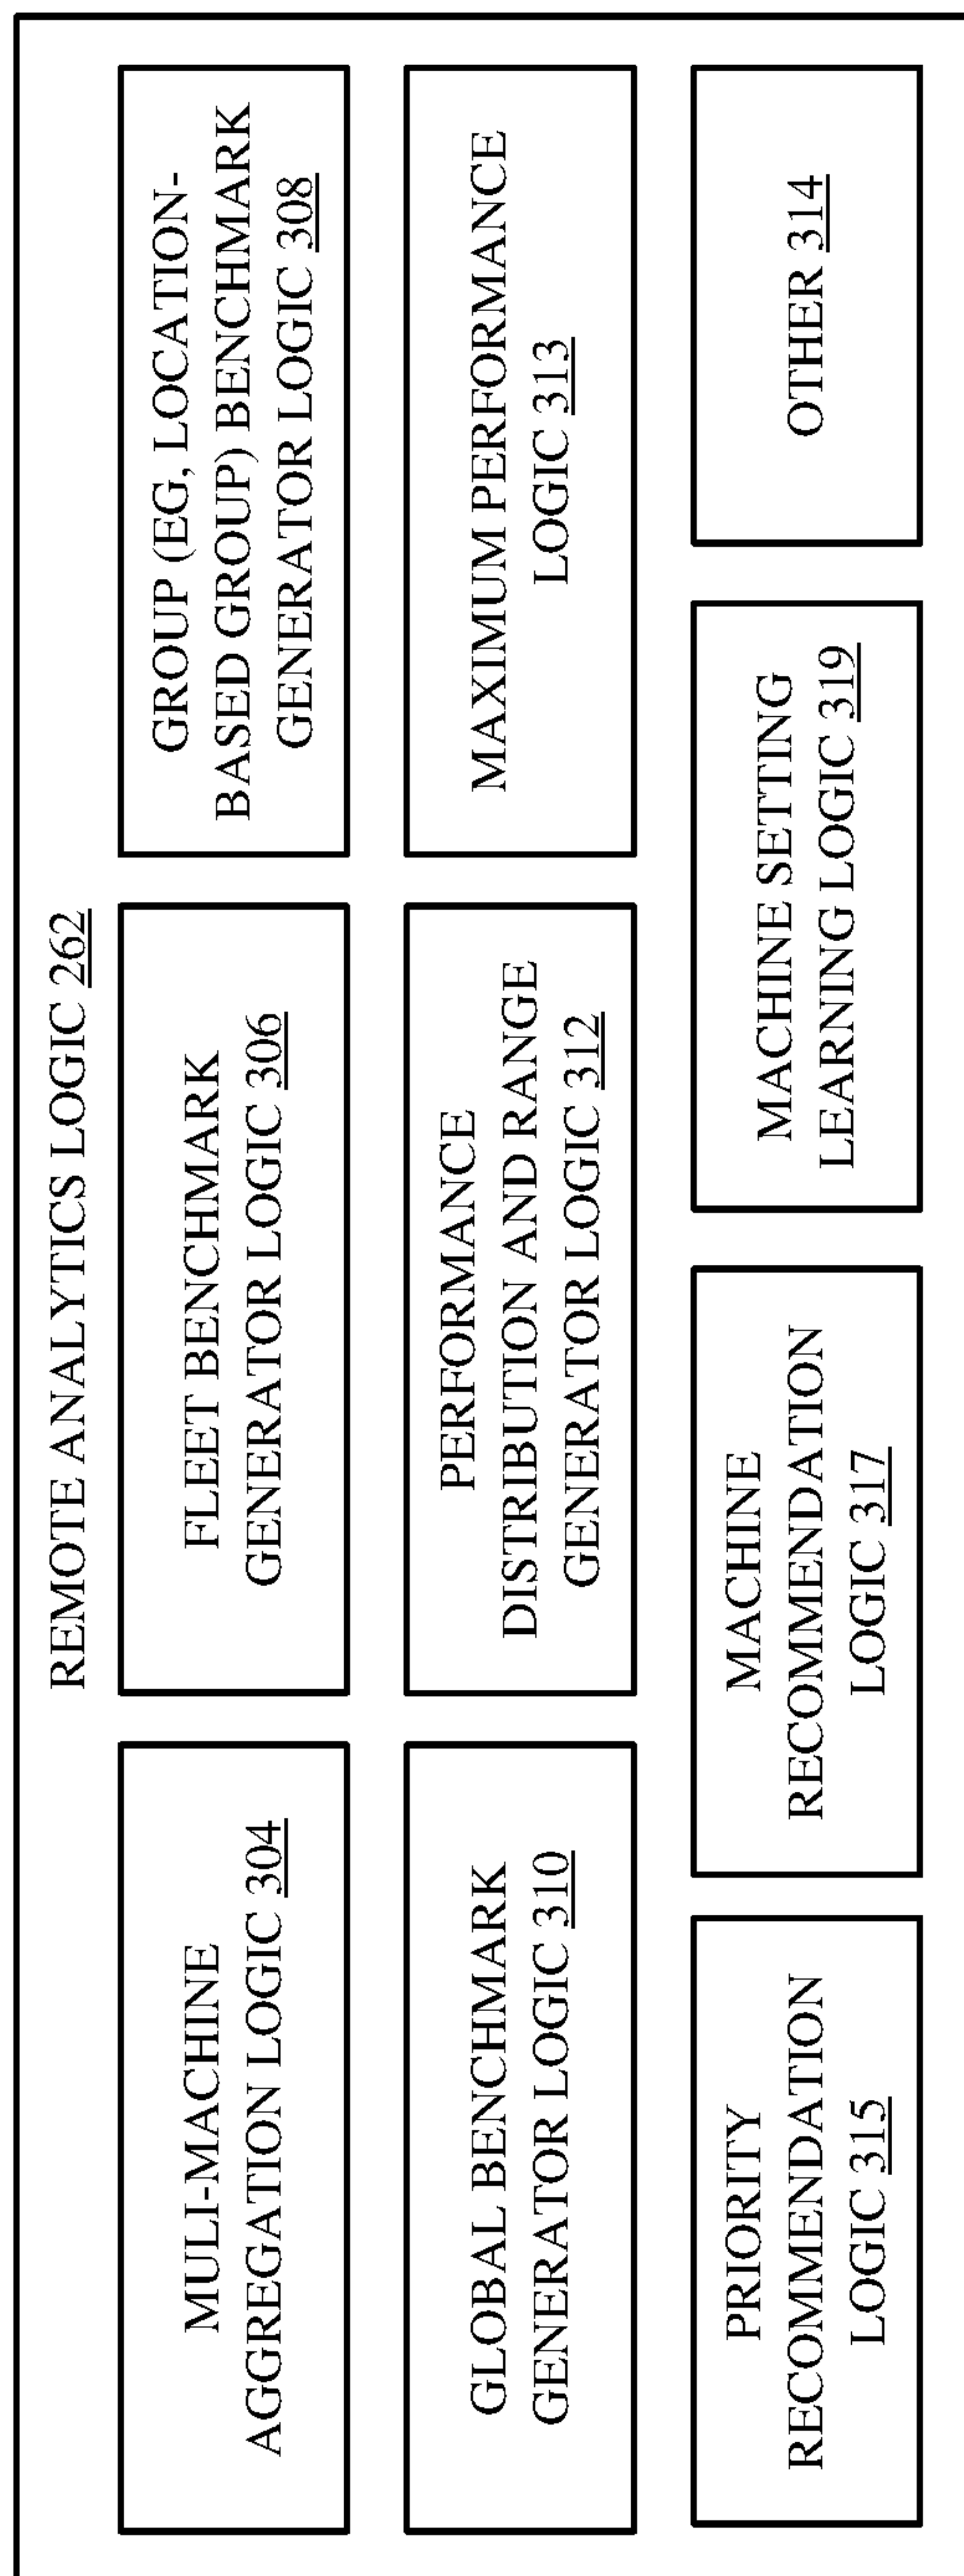 REMOTE ANALYTICS LOGIC 262
MULI-MACHINE
AGGREGATION LOGIC 304
FLEET BENCHMARK
GENERATOR LOGIC 306
GROUP (EG, LOCATION-
BASED GROUP) BENCHMARK
GENERATOR LOGIC 308
GLOBAL BENCHMARK
GENERATOR LOGIC 310
PERFORMANCE
DISTRIBUTION AND RANGE
GENERATOR LOGIC 312
MAXIMUM PERFORMANCE
LOGIC 313
PRIORITY
RECOMMENDATION
LOGIC 315
MACHINE
RECOMMENDATION
LOGIC 317
MACHINE SETTING
LEARNING LOGIC 319
OTHER 314